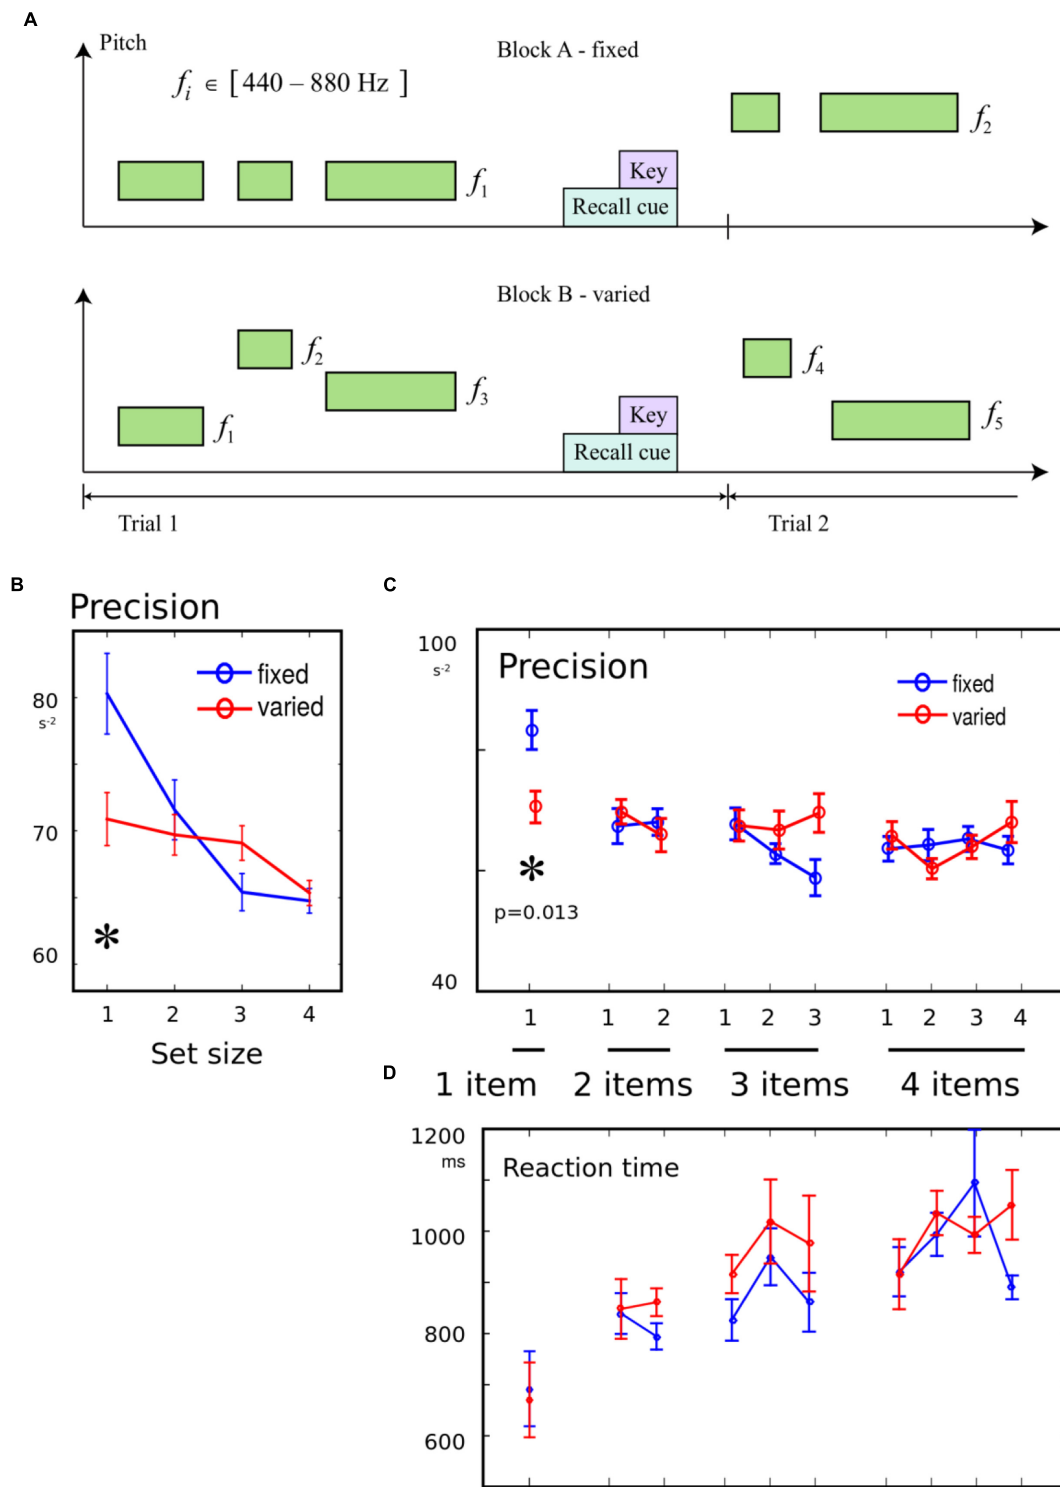 A
Pitch
Block A - fixed
fi ∈ [ 440 – 880 Hz ]
f2
f1
Key
Recall cue
Block B - varied
f2
f4
f3
f1
f5
Key
Recall cue
Trial 1
Trial 2
B
C
Precision
100
s-2
Precision
fixed
varied
fixed
varied
80
s-2
70
60
*
*
p=0.013
40
1 2 3 4
Set size
1 1 2 1 2 3 1 2 3 4
D
1 item 2 items 3 items 4 items
1200
ms
Reaction time
1000
800
600